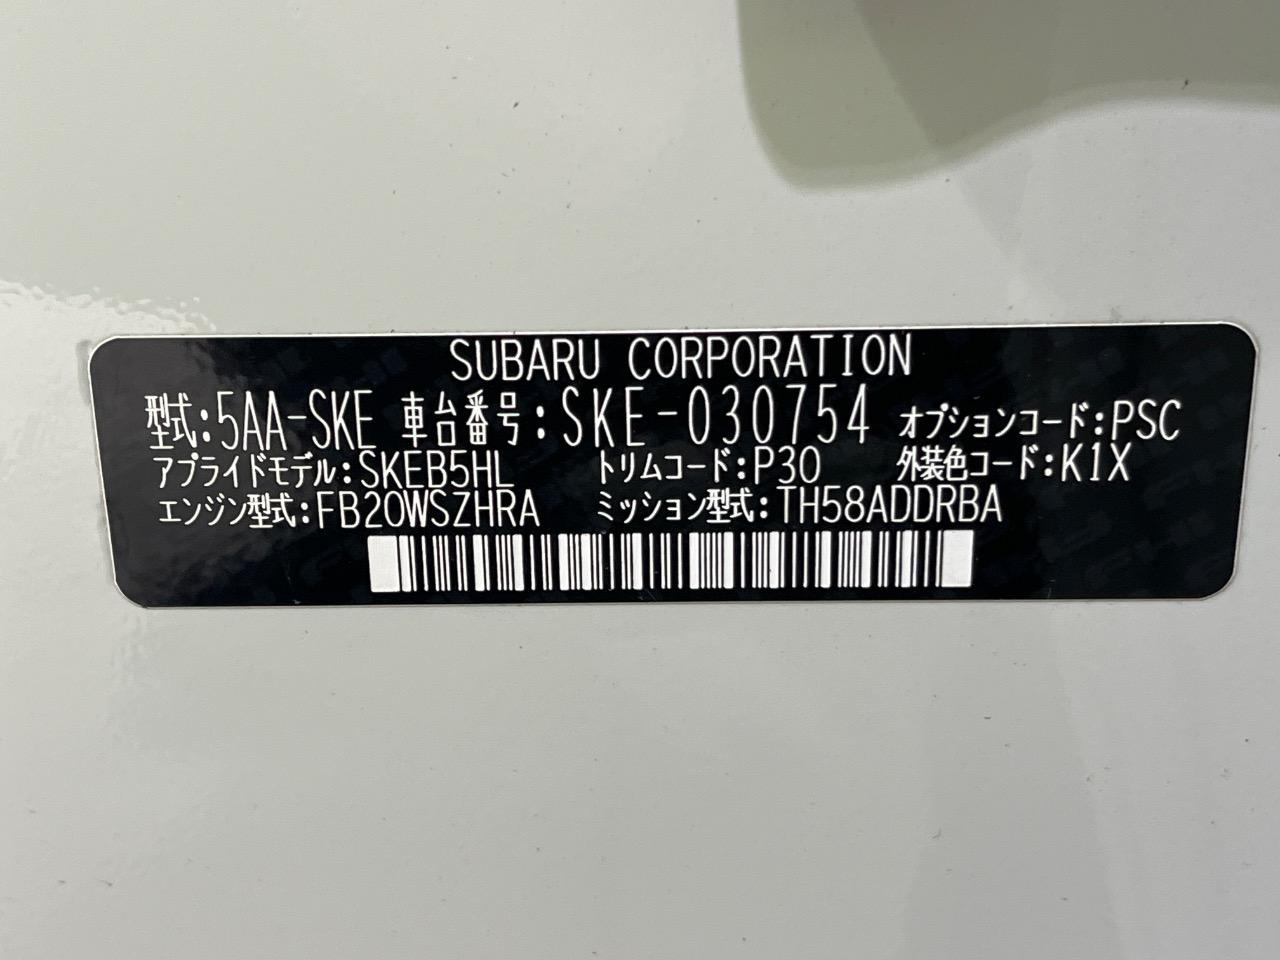 SUBARU CORPORATION
型式:5AA-SKE 車台番号:SKE-030754 オプションコード:PSC
アプライドモデル:SKEB5HL トリムコード:P30 外装色コード:K1X
エンジン型式:FB20WSZHRA ミッション型式:TH58ADDRBA